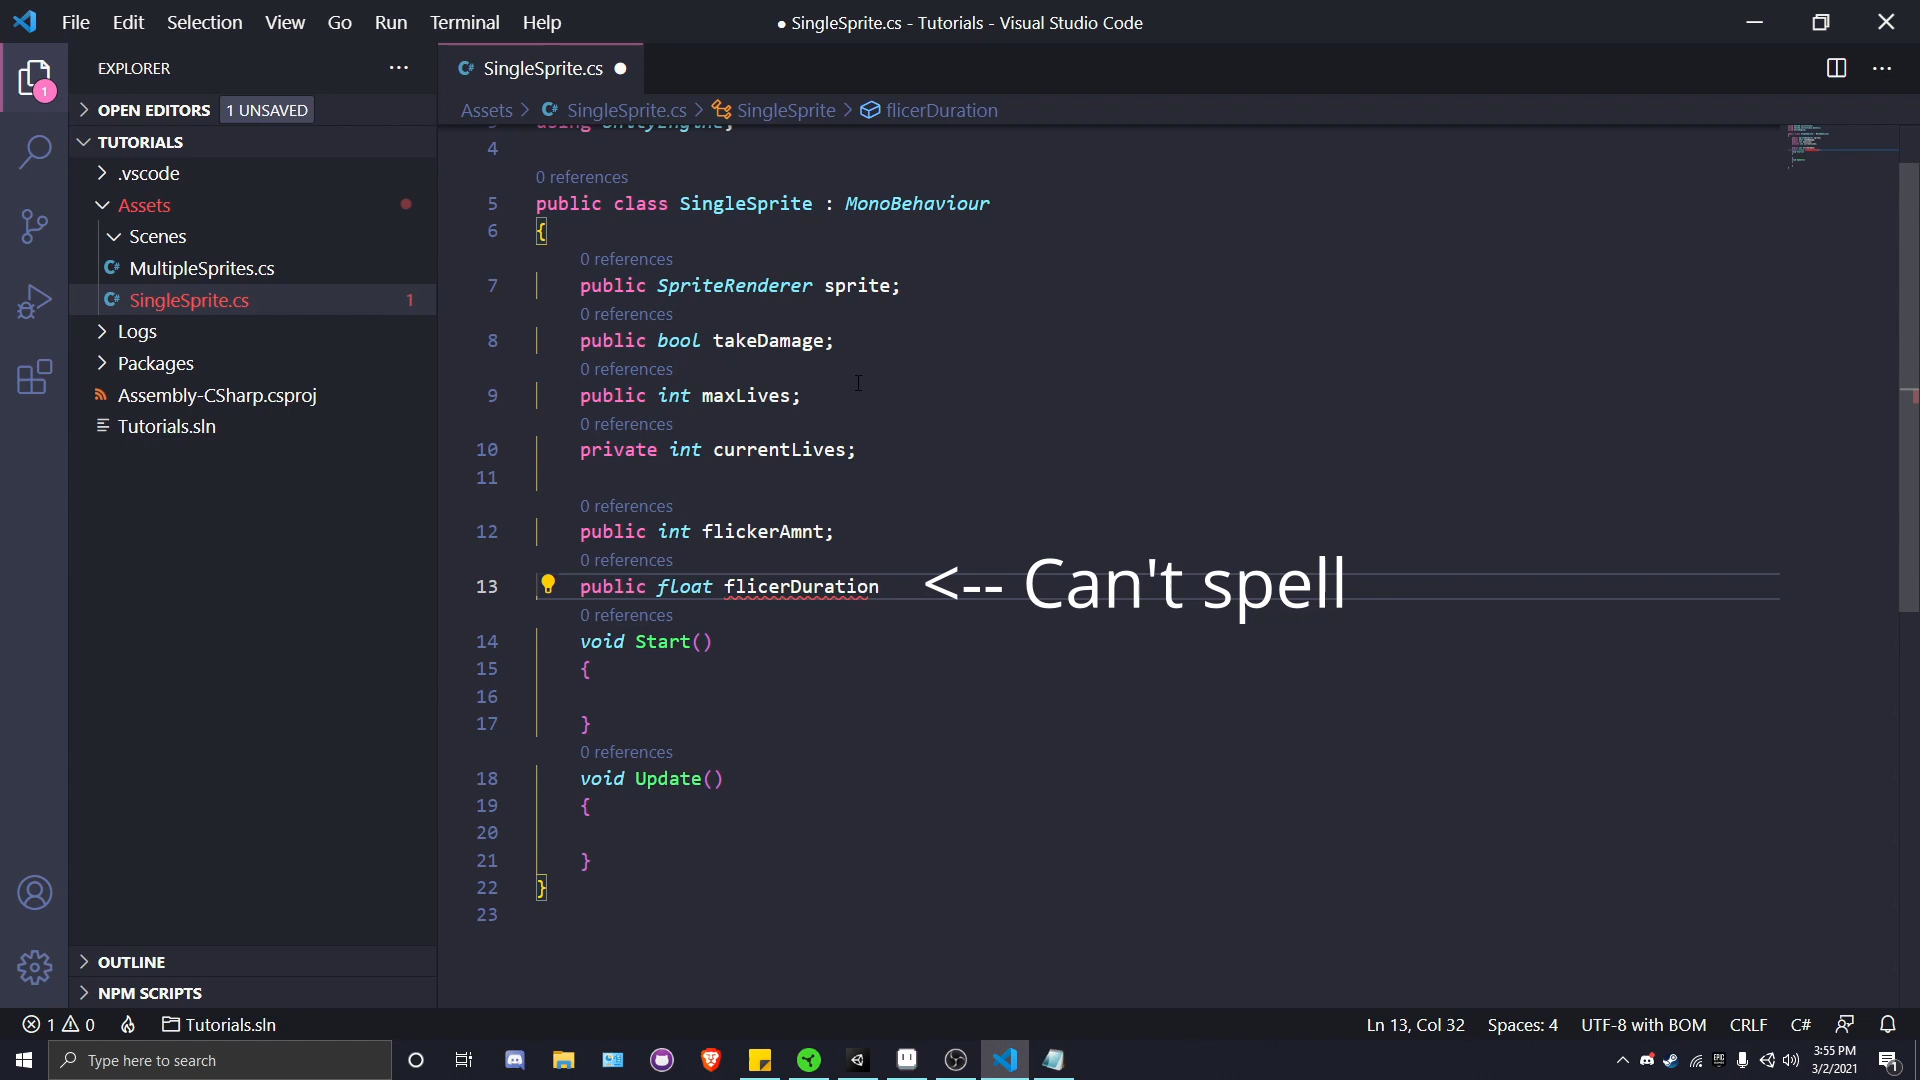 File Edit Selection View Go Run Terminal Help
● SingleSprite.cs - Tutorials - Visual Studio Code
EXPLORER
OPEN EDITORS 1 UNSAVED
TUTORIALS
.vscode
Assets
Scenes
MultipleSprites.cs
SingleSprite.cs 1
Logs
Packages
Assembly-CSharp.csproj
Tutorials.sln
OUTLINE
NPM SCRIPTS
1
SingleSprite.cs ●
Assets > SingleSprite.cs > SingleSprite > flicerDuration
3 using UnityEngine;
4
0 references
5 public class SingleSprite : MonoBehaviour
6 {
0 references
7 public SpriteRenderer sprite;
0 references
8 public bool takeDamage;
0 references
9 public int maxLives;
0 references
10 private int currentLives;
11
0 references
12 public int flickerAmnt;
0 references
13 public float flicerDuration <-- Can't spell
0 references
14 void Start()
15 {
16
17 }
0 references
18 void Update()
19 {
20
21 }
22 }
23
1 0 Tutorials.sln
Ln 13, Col 32 Spaces: 4 UTF-8 with BOM CRLF C#
Type here to search
3:55 PM
3/2/2021
1